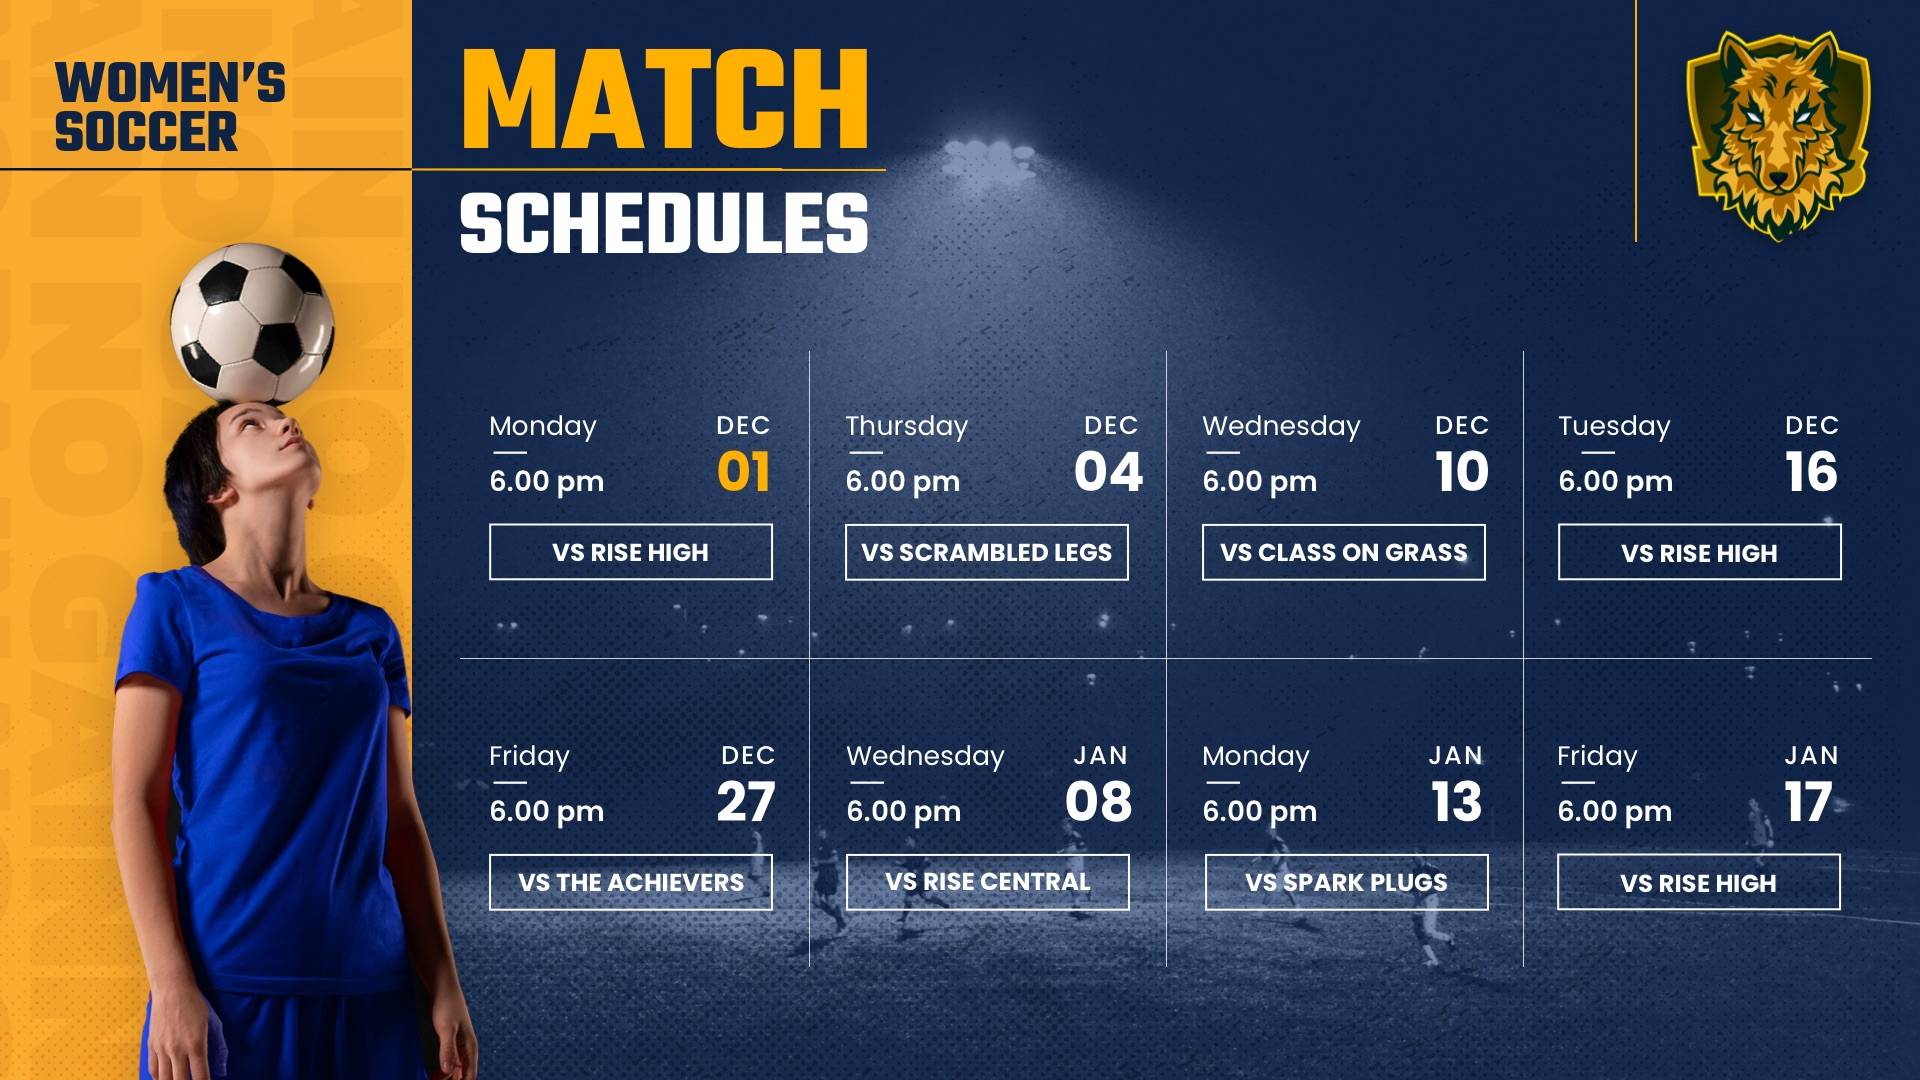 WOMEN'S
SOCCER
MATCH
SCHEDULES
Monday DEC
6.00 pm 01
VS RISE HIGH
Thursday DEC
6.00 pm 04
VS SCRAMBLED LEGS
Wednesday DEC
6.00 pm 10
VS CLASS ON GRASS
Tuesday DEC
6.00 pm 16
VS RISE HIGH
Friday DEC
6.00 pm 27
VS THE ACHIEVERS
Wednesday JAN
6.00 pm 08
VS RISE CENTRAL
Monday JAN
6.00 pm 13
VS SPARK PLUGS
Friday JAN
6.00 pm 17
VS RISE HIGH